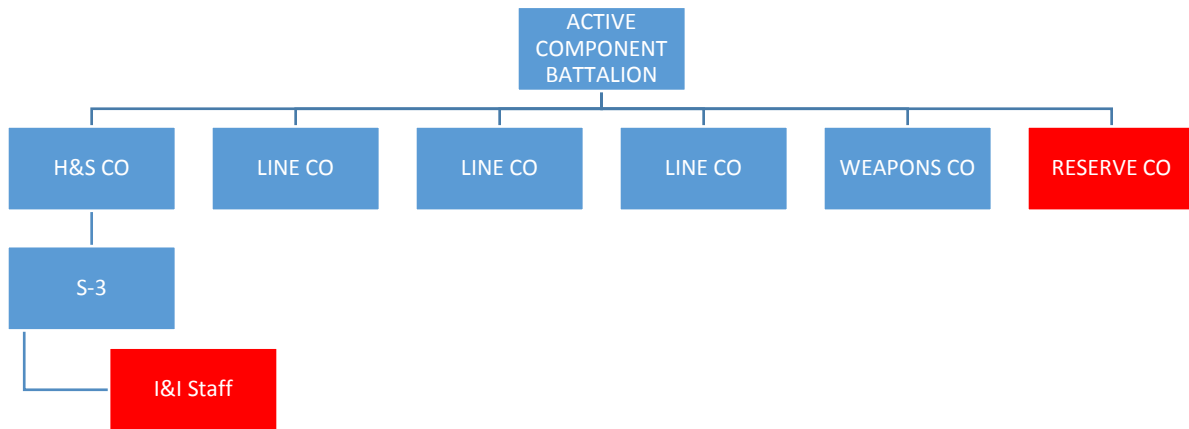 ACTIVE
COMPONENT
BATTALION
H&S CO
LINE CO
LINE CO
LINE CO
WEAPONS CO
RESERVE CO
S-3
I&I Staff